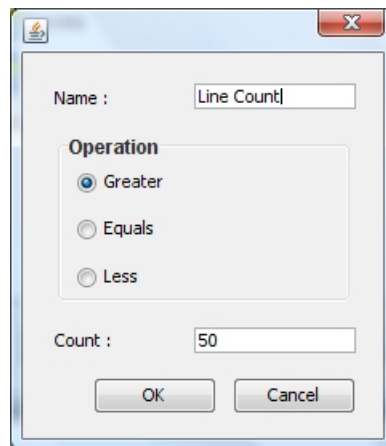 Name :
Line Count
Operation
Greater
Equals
Less
Count :
50
OK
Cancel